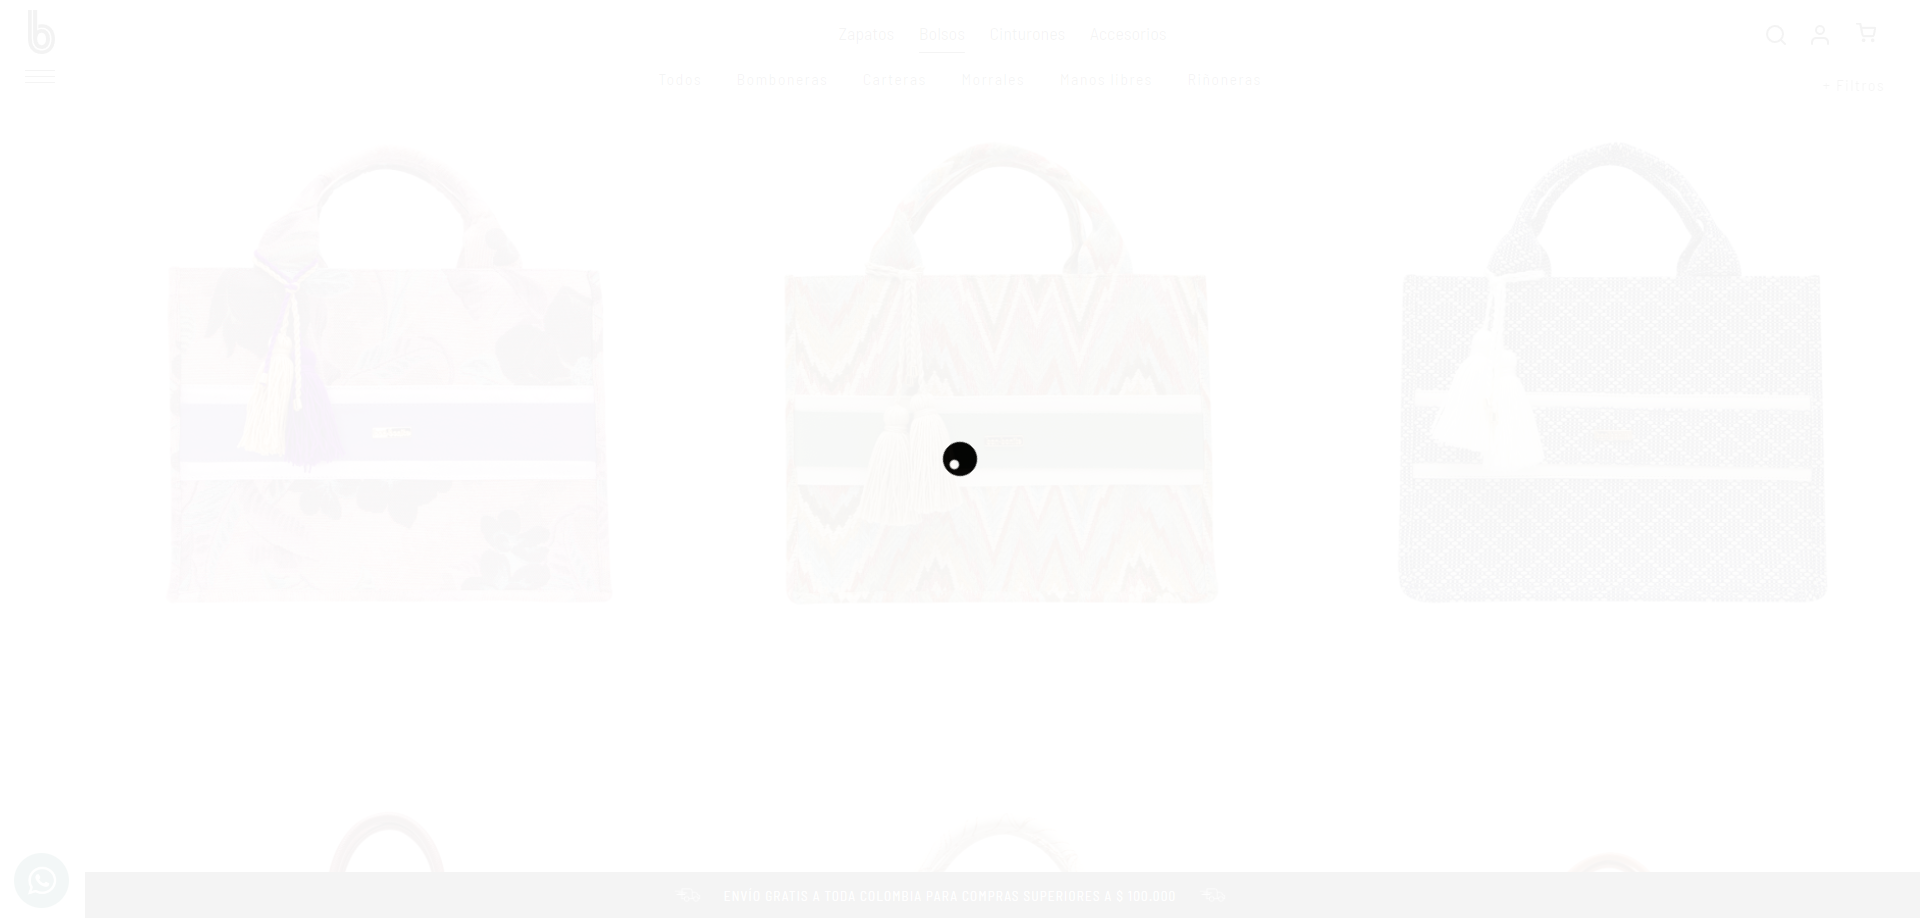 b
Zapatos Bolsos Cinturones Accesorios
Todos Bomboneras Carteras Morrales Manos libres Riñoneras
+ Filtros
ENVÍO GRATIS A TODA COLOMBIA PARA COMPRAS SUPERIORES A $ 100.000